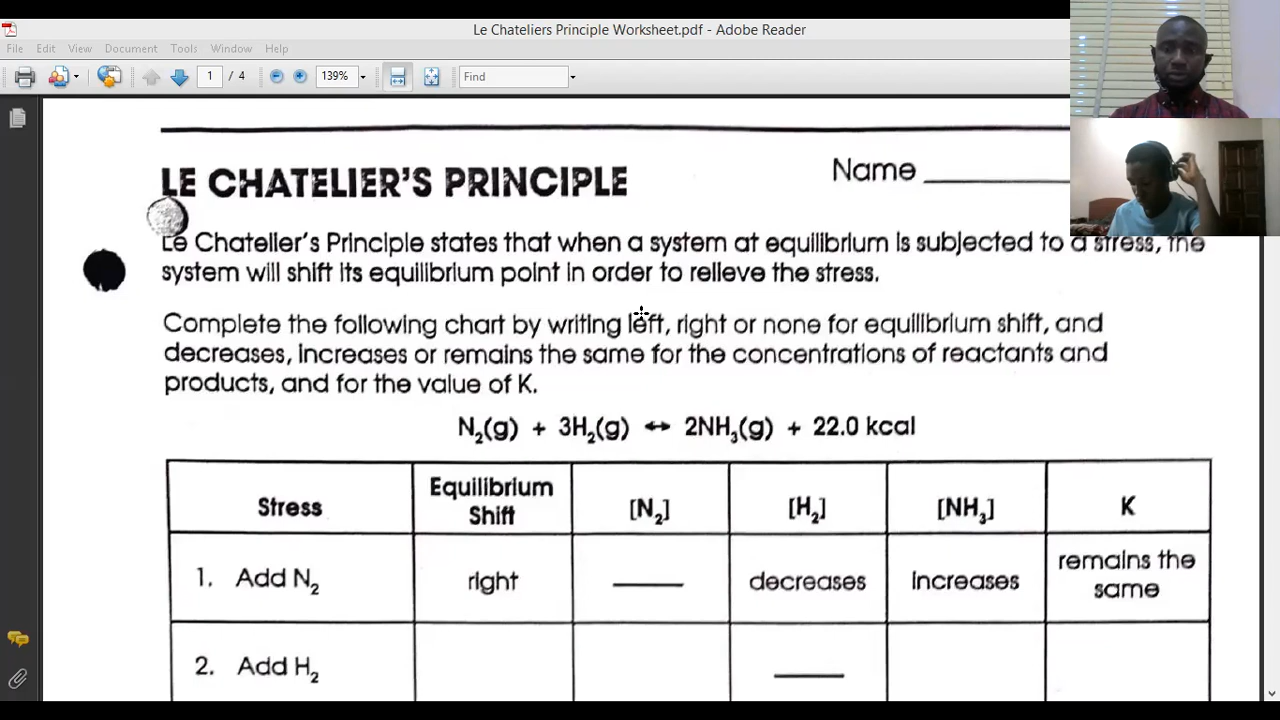 Le Chateliers Principle Worksheet.pdf - Adobe Reader
File Edit View Document Tools Window Help
1 / 4 139% Find
LE CHATELIER'S PRINCIPLE Name
Le Chatelier's Principle states that when a system at equilibrium is subjected to a stress, the
system will shift its equilibrium point in order to relieve the stress.
Complete the following chart by writing left, right or none for equilibrium shift, and
decreases, increases or remains the same for the concentrations of reactants and
products, and for the value of K.
N₂(g) + 3H₂(g) ↔ 2NH₃(g) + 22.0 kcal
Stress Equilibrium Shift [N₂] [H₂] [NH₃] K
1. Add N₂ right decreases increases remains the same
2. Add H₂